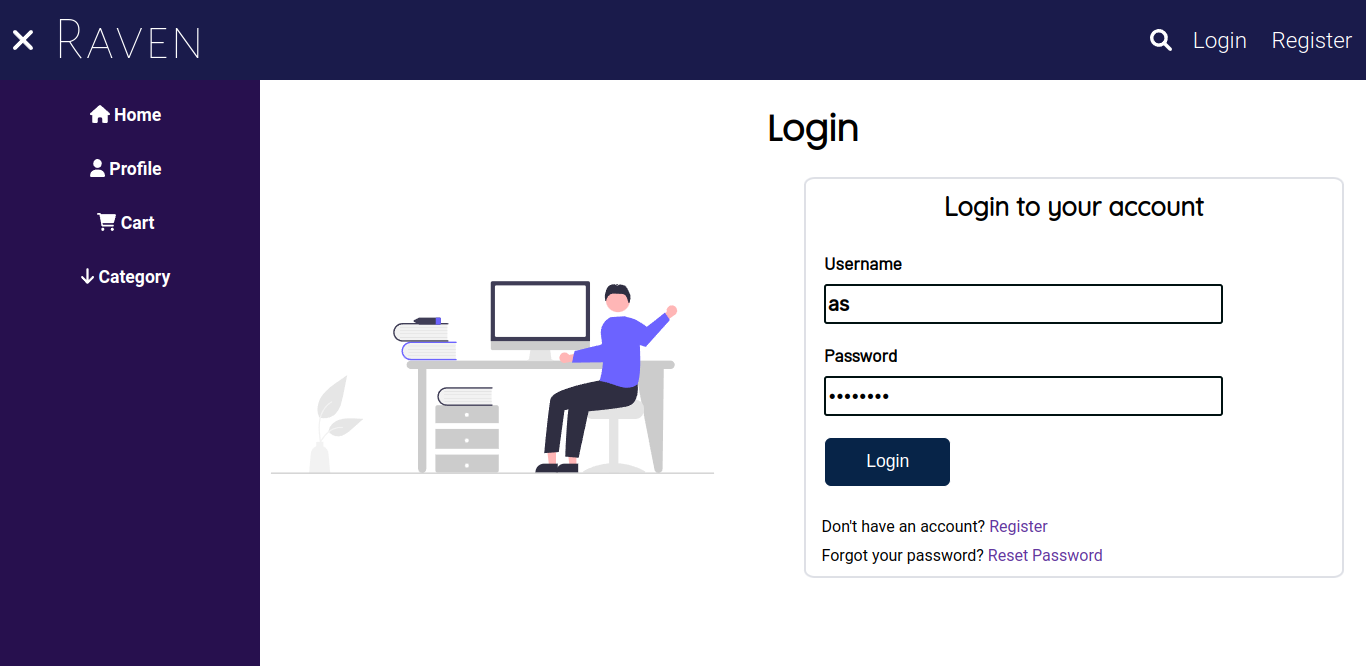 RAVEN
Login Register
Home
Profile
Cart
Category
Login
Login to your account
Username
as
Password
••••••••
Login
Don't have an account? Register
Forgot your password? Reset Password